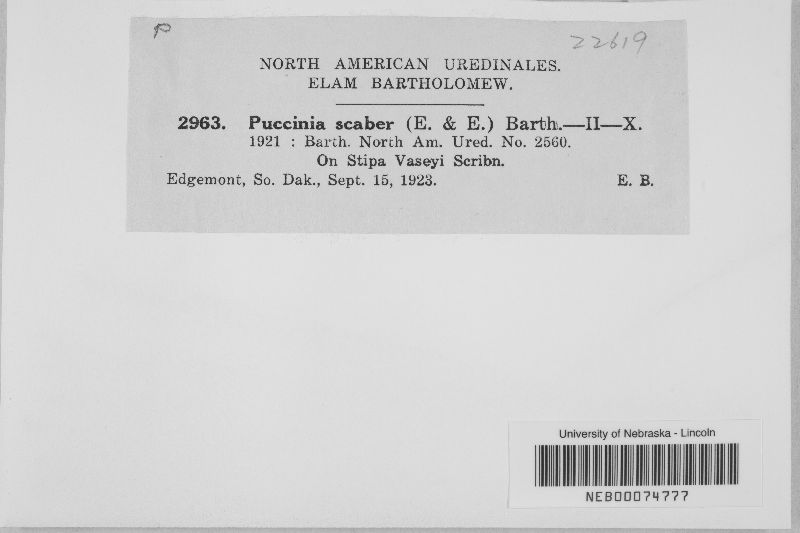 P
22619
NORTH AMERICAN UREDINALES.
ELAM BARTHOLOMEW.
2963. Puccinia scaber (E. & E.) Barth.—II—X.
1921 : Barth. North Am. Ured. No. 2560.
On Stipa Vaseyi Scribn.
Edgemont, So. Dak., Sept. 15, 1923. E. B.
University of Nebraska - Lincoln
NEB00074777